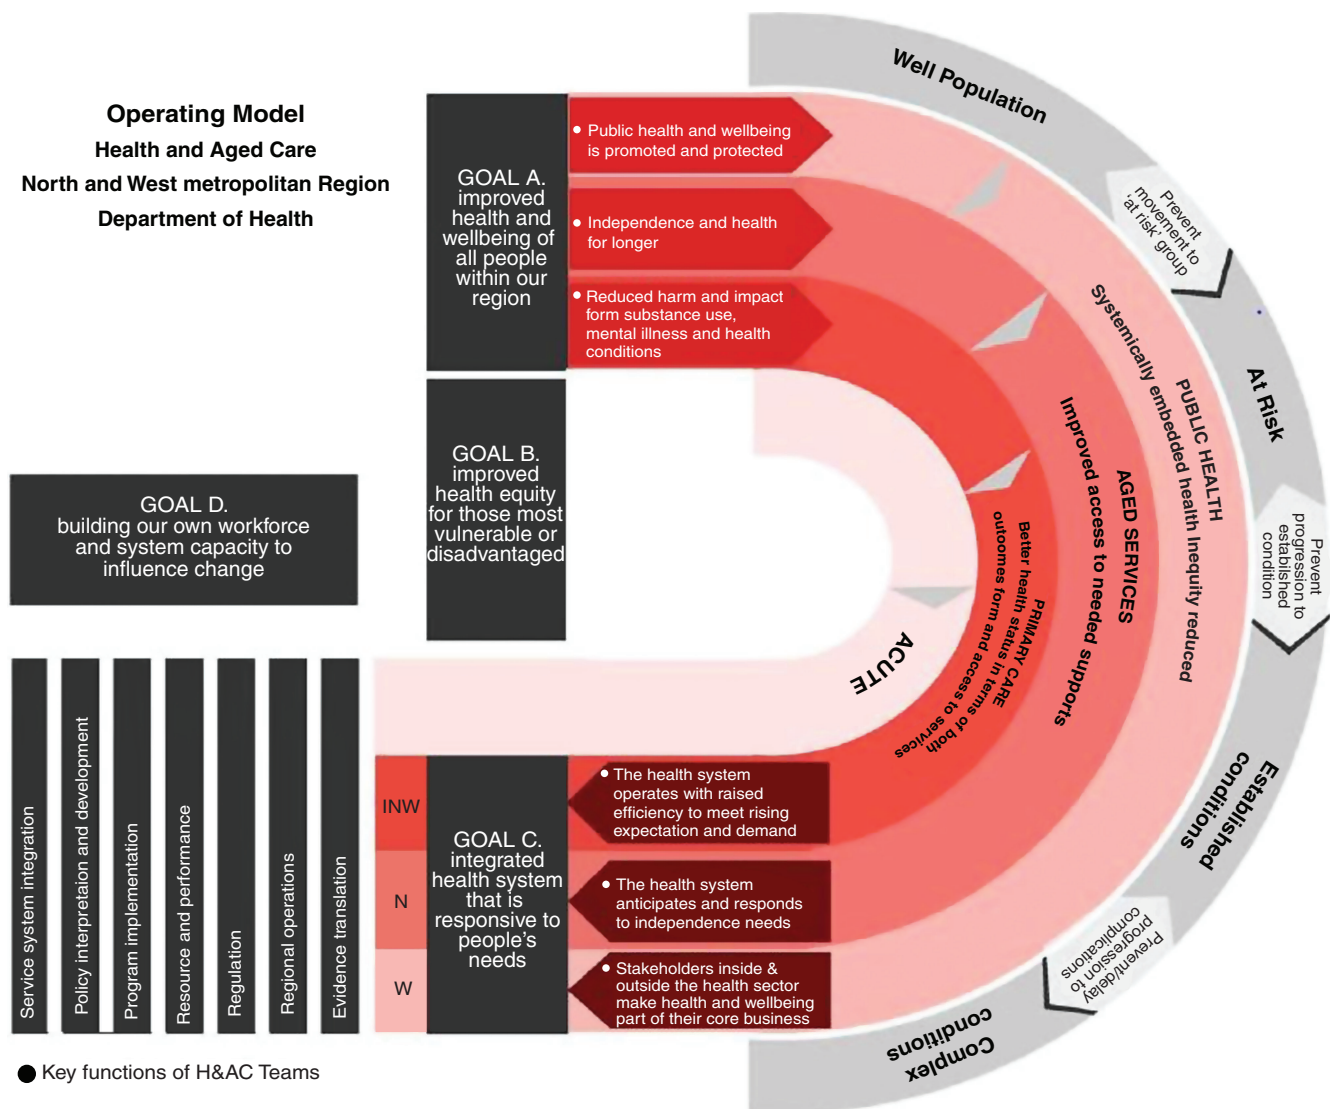 Operating Model
Health and Aged Care
North and West metropolitan Region
Department of Health
GOAL A.
improved
health and
wellbeing of
all people
within our
region
Public health and wellbeing
is promoted and protected
Independence and health
for longer
Reduced harm and impact
form substance use,
mental illness and health
conditions
GOAL B.
improved
health equity
for those most
vulnerable or
disadvantaged
GOAL D.
building our own workforce
and system capacity to
influence change
Well Population
Prevent
movement to
'at risk' group
At Risk
Prevent
progression to
established
condition
Established
conditions
Prevent/delay
progression to
complications
Complex
conditions
PUBLIC HEALTH
Systemically embedded health Inequity reduced
AGED SERVICES
Improved access to needed supports
PRIMARY CARE
Better health status in terms of both
outoomes form and access to services
ACUTE
INW
N
W
GOAL C.
integrated
health system
that is
responsive to
people's
needs
The health system
operates with raised
efficiency to meet rising
expectation and demand
The health system
anticipates and responds
to independence needs
Stakeholders inside &
outside the health sector
make health and wellbeing
part of their core business
Service system integration
Policy interpretaion and development
Program implementation
Resource and performance
Regulation
Regional operations
Evidence translation
Key functions of H&AC Teams